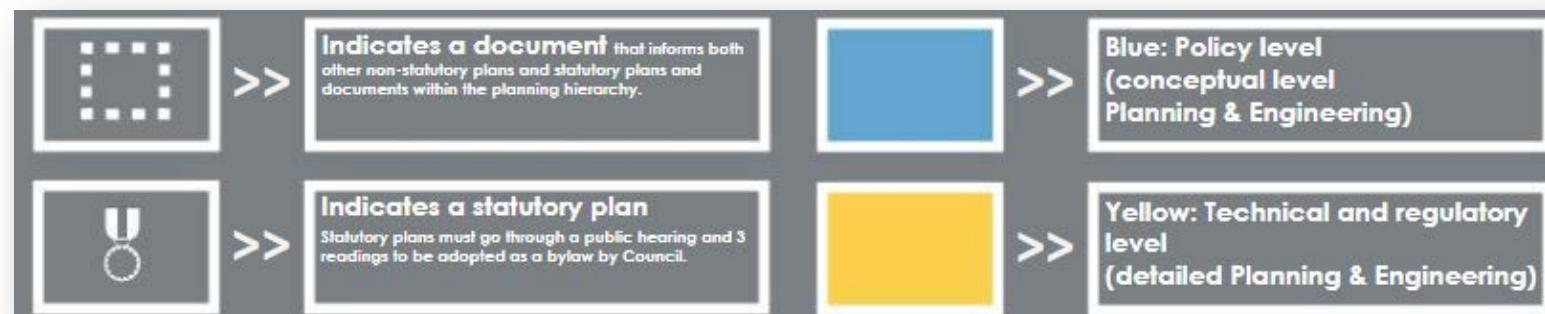 >> Indicates a document that informs both
other non-statutory plans and statutory plans and
documents within the planning hierarchy.
>> Blue: Policy level
(conceptual level
Planning & Engineering)
>> Indicates a statutory plan
Statutory plans must go through a public hearing and 3
readings to be adopted as a bylaw by Council.
>> Yellow: Technical and regulatory
level
(detailed Planning & Engineering)